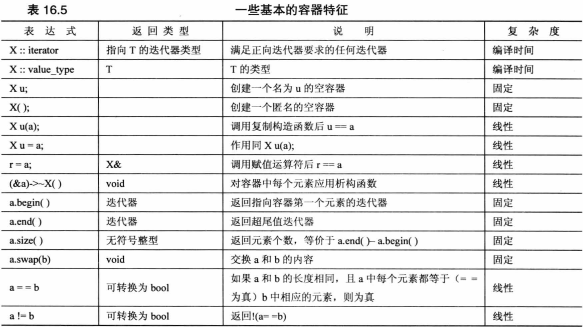 表 16.5 一些基本的容器特征
表 达 式 返 回 类 型 说 明 复 杂 度
X :: iterator 指向 T 的迭代器类型 满足正向迭代器要求的任何迭代器 编译时间
X :: value_type T T 的类型 编译时间
X u; 创建一个名为 u 的空容器 固定
X( ); 创建一个匿名的空容器 固定
X u(a); 调用复制构造函数后 u == a 线性
X u = a; 作用同 X u(a); 线性
r = a; X& 调用赋值运算符后 r == a 线性
(&a)->~X( ) void 对容器中每个元素应用析构函数 线性
a.begin( ) 迭代器 返回指向容器第一个元素的迭代器 固定
a.end( ) 迭代器 返回超尾值迭代器 固定
a.size( ) 无符号整型 返回元素个数，等价于 a.end( )– a.begin( ) 固定
a.swap(b) void 交换 a 和 b 的内容 固定
a = = b 可转换为 bool 如果 a 和 b 的长度相同，且 a 中每个元素都等于（= =
为真）b 中相应的元素，则为真 线性
a != b 可转换为 bool 返回!(a= =b) 线性